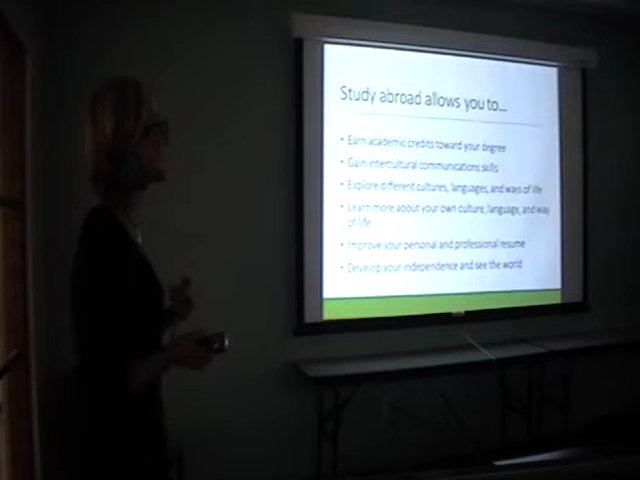 Study abroad allows you to...
• Earn academic credits toward your degree
• Gain intercultural communications skills
• Explore different cultures, languages, and ways of life
• Learn more about your own culture, language, and way
of life
• Improve your personal and professional resume
• Develop your independence and see the world